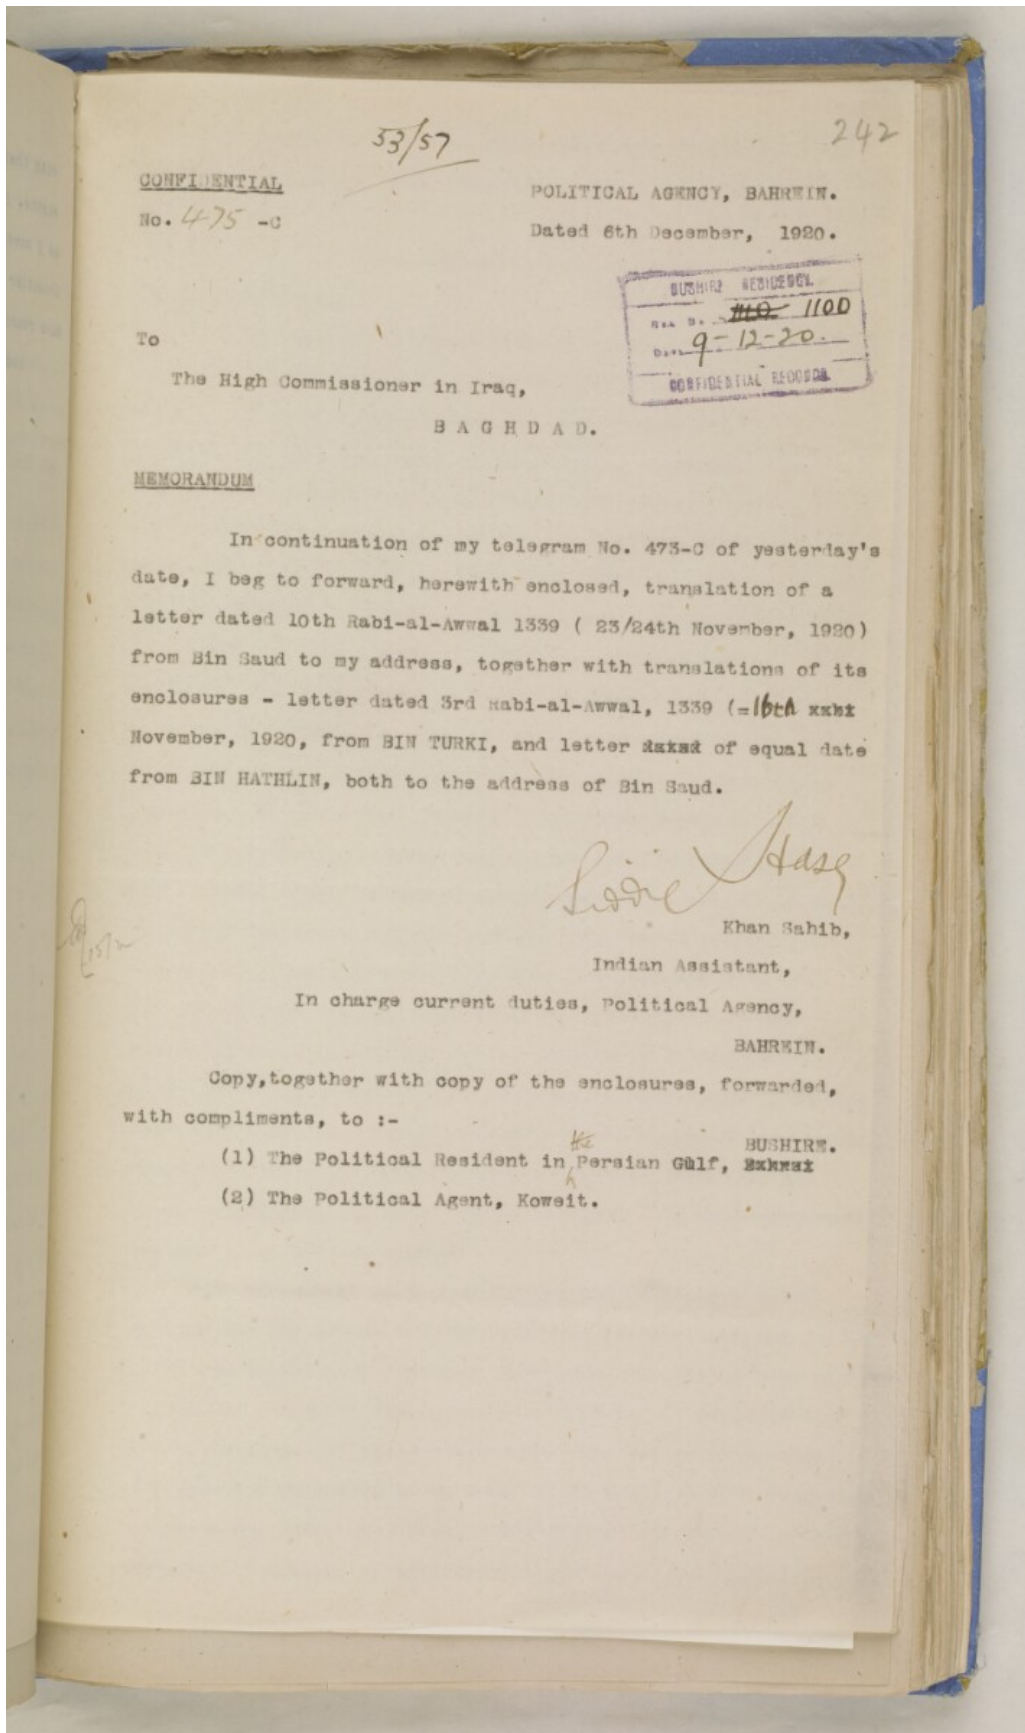 53/57
242
CONFIDENTIAL
No. 475 -C
POLITICAL AGENCY, BAHREIN.
Dated 6th December, 1920.
BUSHIRE RESIDENCY.
1100
Date 9-12-20.
CONFIDENTIAL RECORDS.
To
The High Commissioner in Iraq,
BAGHDAD.
MEMORANDUM
In continuation of my telegram No. 473-C of yesterday's
date, I beg to forward, herewith enclosed, translation of a
letter dated 10th Rabi-al-Awwal 1339 ( 23/24th November, 1920)
from Bin Saud to my address, together with translations of its
enclosures - letter dated 3rd Rabi-al-Awwal, 1339 (=16th
November, 1920, from BIN TURKI, and letter of equal date
from BIN HATHLIN, both to the address of Bin Saud.
Khan Sahib,
Indian Assistant,
In charge current duties, Political Agency,
BAHREIN.
Copy,together with copy of the enclosures, forwarded,
with compliments, to :-
(1) The Political Resident in the Persian Gulf, BUSHIRE.
(2) The Political Agent, Koweit.